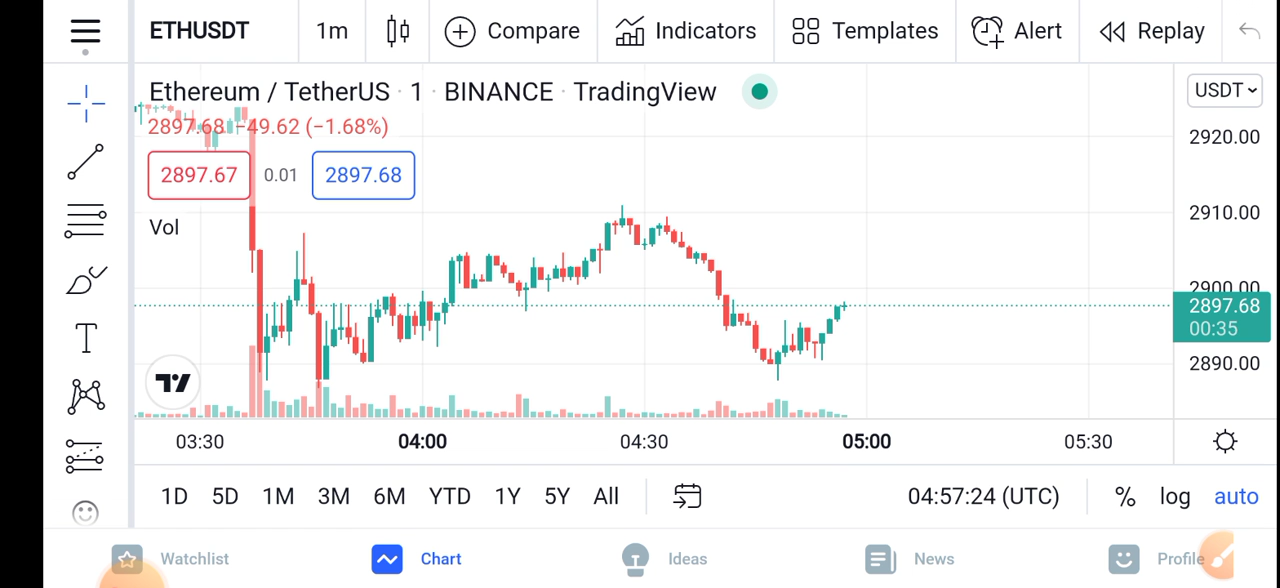 ETHUSDT 1m Compare Indicators Templates Alert Replay
Ethereum / TetherUS · 1 · BINANCE · TradingView
USDT
2897.68 −49.62 (−1.68%)
2920.00
2897.67 0.01 2897.68
2910.00
Vol
2900.00
2897.68
00:35
2890.00
03:30 04:00 04:30 05:00 05:30
1D 5D 1M 3M 6M YTD 1Y 5Y All 04:57:24 (UTC) % log auto
Watchlist Chart Ideas News Profile